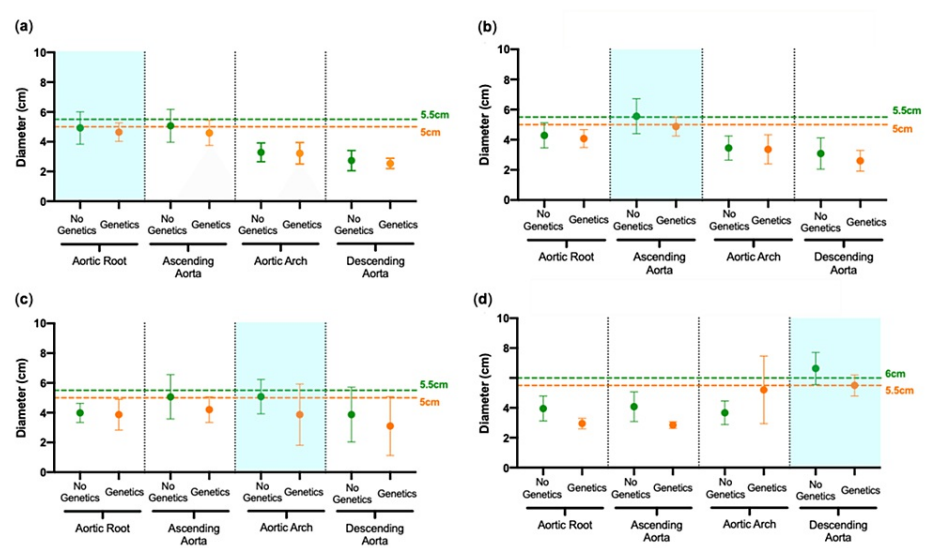 (a)
Diameter (cm)
10
8
6
4
2
0
5.5cm
5cm
No Genetics Genetics No Genetics Genetics No Genetics Genetics No Genetics Genetics
Aortic Root Ascending Aorta Aortic Arch Descending Aorta
(b)
Diameter (cm)
10
8
6
4
2
0
5.5cm
5cm
No Genetics Genetics No Genetics Genetics No Genetics Genetics No Genetics Genetics
Aortic Root Ascending Aorta Aortic Arch Descending Aorta
(c)
Diameter (cm)
10
8
6
4
2
0
5.5cm
5cm
No Genetics Genetics No Genetics Genetics No Genetics Genetics No Genetics Genetics
Aortic Root Ascending Aorta Aortic Arch Descending Aorta
(d)
Diameter (cm)
10
8
6
4
2
0
6cm
5.5cm
No Genetics Genetics No Genetics Genetics No Genetics Genetics No Genetics Genetics
Aortic Root Ascending Aorta Aortic Arch Descending Aorta